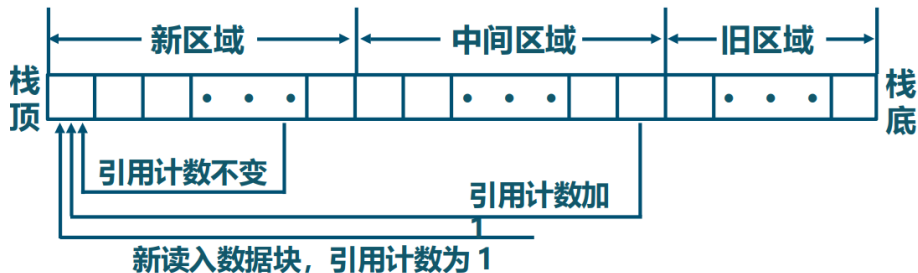 新区域
中间区域
旧区域
栈顶
栈底
引用计数不变
引用计数加
1
新读入数据块，引用计数为 1